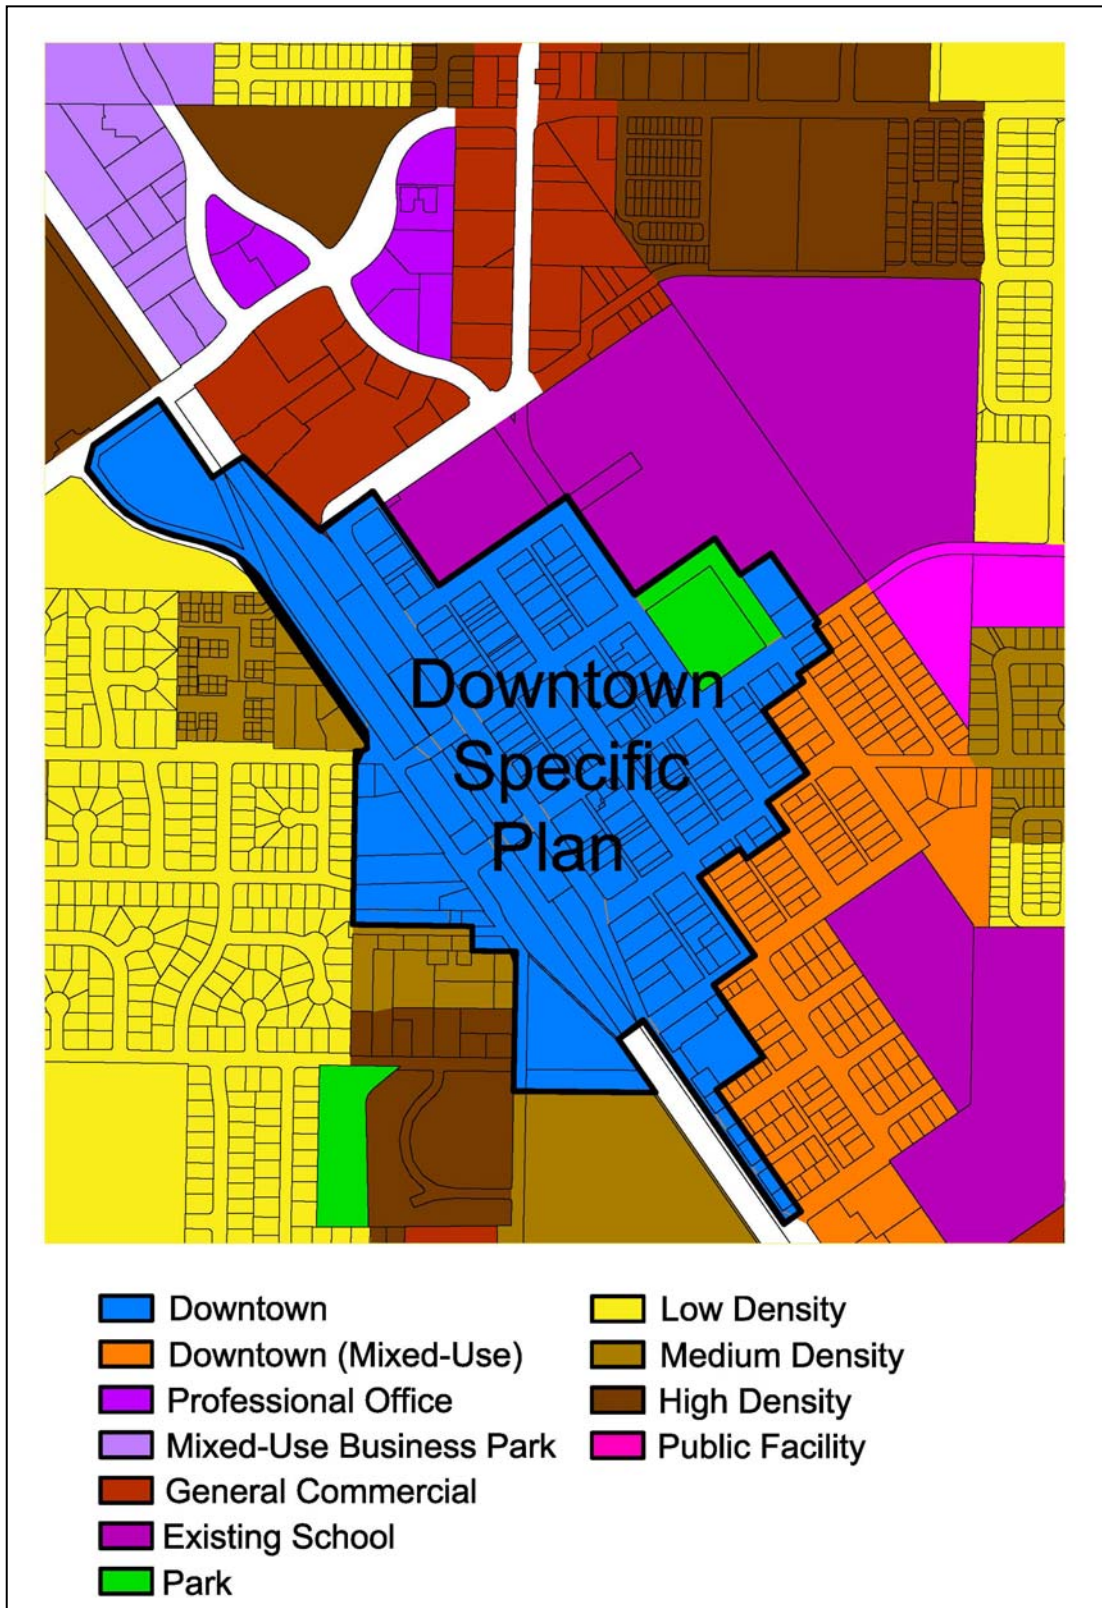 Downtown
Specific
Plan
Downtown
Downtown (Mixed-Use)
Professional Office
Mixed-Use Business Park
General Commercial
Existing School
Park
Low Density
Medium Density
High Density
Public Facility